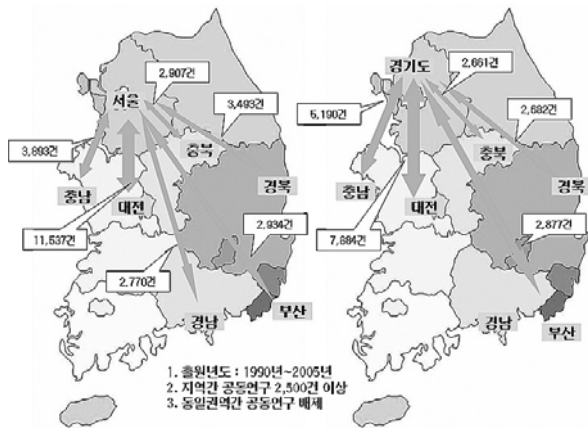 2,907건
서울
3,493건
3,893건
충북
충남
대전
경북
11,537건
2,934건
2,770건
경남
부산
경기도
2,661건
5,190건
2,682건
충북
충남
대전
경북
7,884건
2,877건
경남
부산
1. 출원년도 : 1990년~2005년
2. 지역간 공동연구 2,500건 이상
3. 동일권역간 공동연구 배제